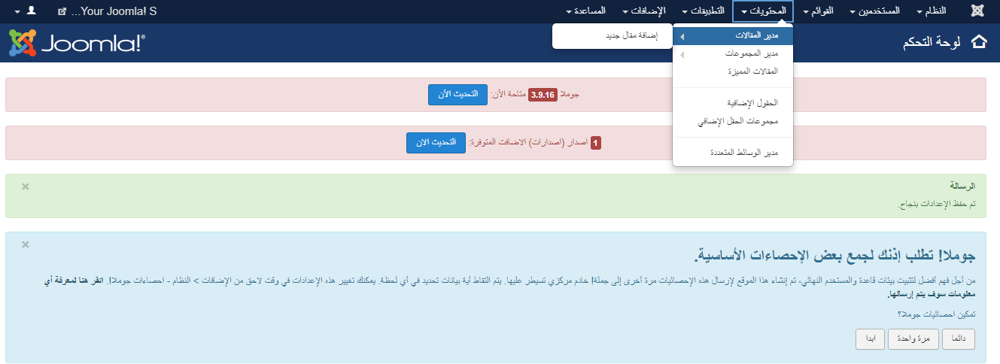 النظام
المستخدمين
القوائم
المحتويات
التطبيقات
الإضافات
المساعدة
Your Joomla! S...
لوحة التحكم
Joomla!®
مدير المقالات
مدير المجموعات
المقالات المميزة
الحقول الإضافية
مجموعات الحقل الإضافي
مدير الوسائط المتعددة
إضافة مقال جديد
جوملا 3.9.16 متاحة الآن: التحديث الآن
1 اصدار (اصدارات) الاضافت المتوفرة: التحديث الان
الرسالة
تم حفظ الإعدادات بنجاح.
جوملا! تطلب إذنك لجمع بعض الإحصاءات الأساسية.
من أجل فهم أفضل لتثبيت بيئات قاعدة والمستخدم النهائي، تم إنشاء هذا الموقع لإرسال هذه الإحصائيات مرة أخرى إلى جملة! خادم مركزي تسيطر عليها. يتم التقاط أية بيانات تحديد في أي لحظة. يمكنك تغيير هذه الإعدادات في وقت لاحق من الإضافات > النظام - احصاءات جوملا!. انقر هنا لمعرفة أي
معلومات سوف يتم إرسالها.
تمكين احصائيات جوملا؟
دائما
مرة واحدة
ابدا